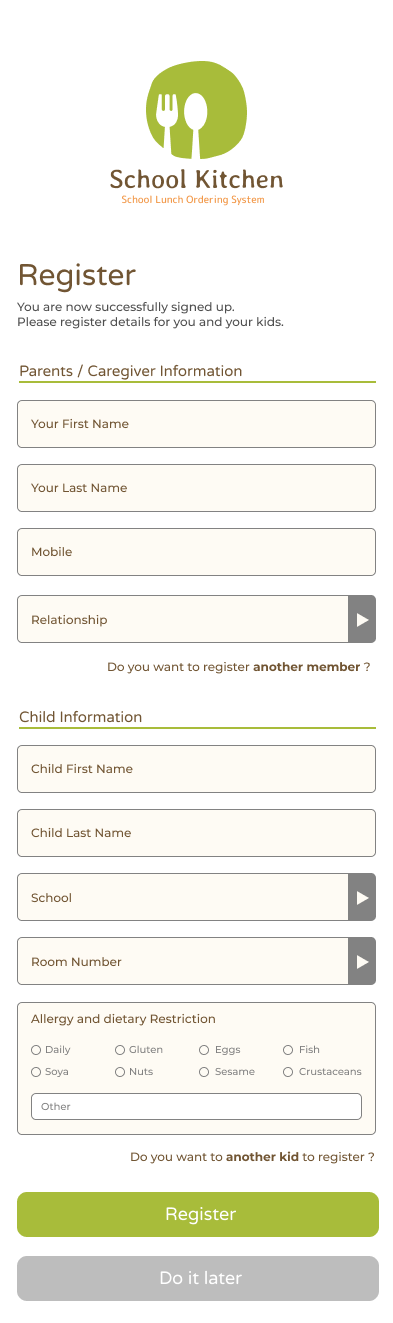 School Kitchen
School Lunch Ordering System
Register
You are now successfully signed up.
Please register details for you and your kids.
Parents / Caregiver Information
Your First Name
Your Last Name
Mobile
Relationship
Do you want to register another member ?
Child Information
Child First Name
Child Last Name
School
Room Number
Allergy and dietary Restriction
Daily Gluten Eggs Fish
Soya Nuts Sesame Crustaceans
Other
Do you want to another kid to register ?
Register
Do it later